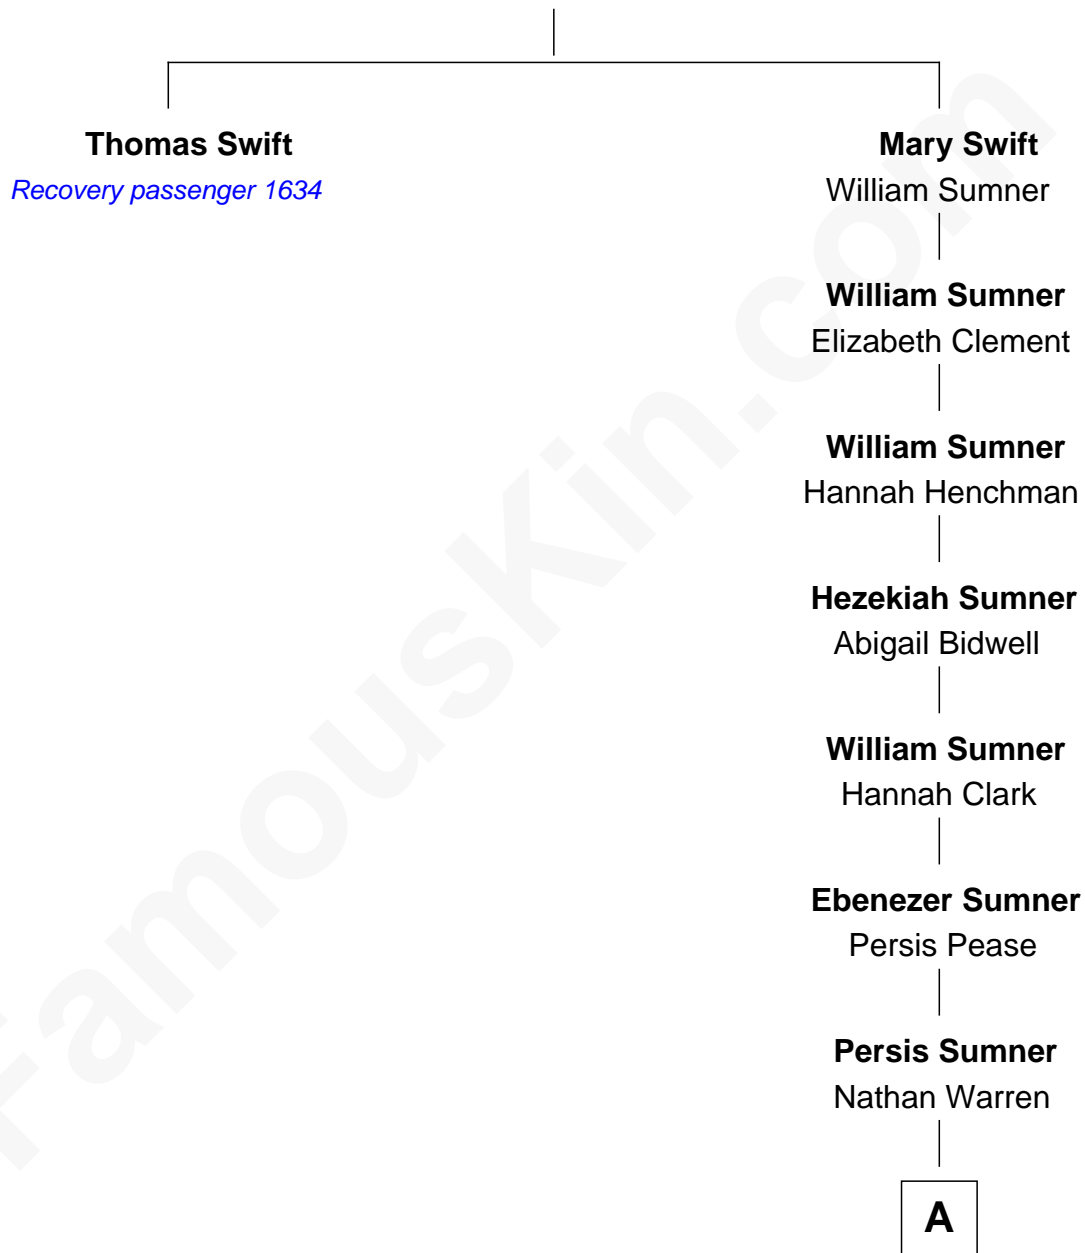 Thomas Swift
Recovery passenger 1634
Mary Swift
William Sumner
William Sumner
Elizabeth Clement
William Sumner
Hannah Henchman
Hezekiah Sumner
Abigail Bidwell
William Sumner
Hannah Clark
Ebenezer Sumner
Persis Pease
Persis Sumner
Nathan Warren
A
FamousKin.com